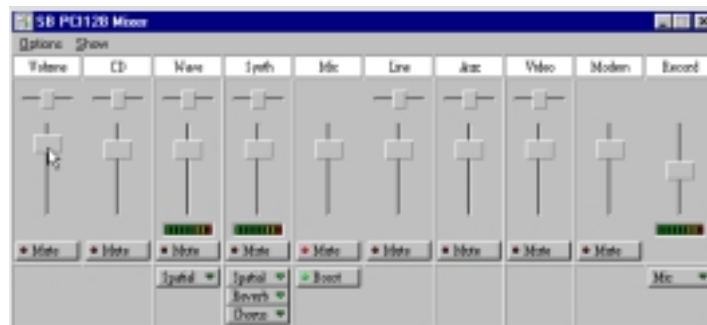 SB PCI128 Mixer
Options Show
Volume CD Wave Synth Mic Line Aux Video Modem Record
Mute Mute Mute Mute Mute Mute Mute Mute Mute
Spatial Spatial Boost Mic
Reverb
Chorus